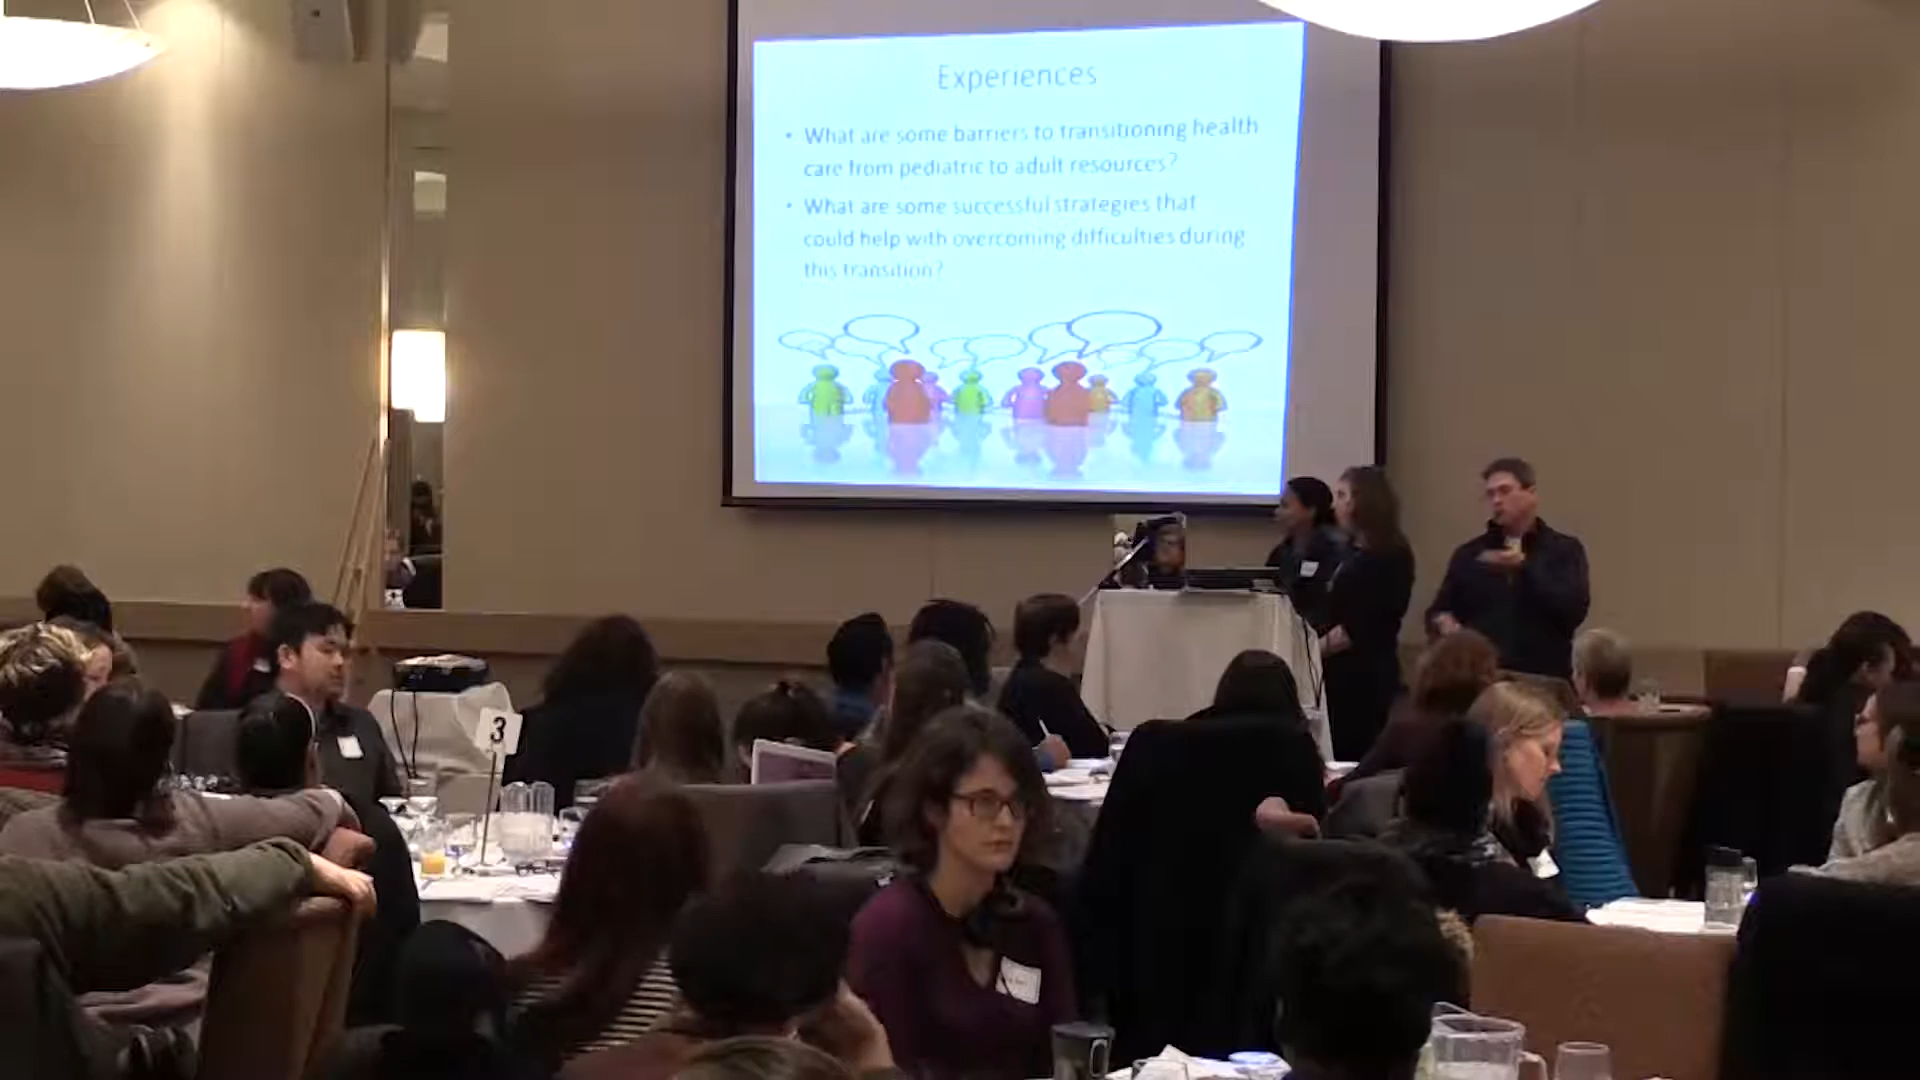 Experiences
• What are some barriers to transitioning health
care from pediatric to adult resources?
• What are some successful strategies that
could help with overcoming difficulties during
this transition?
3